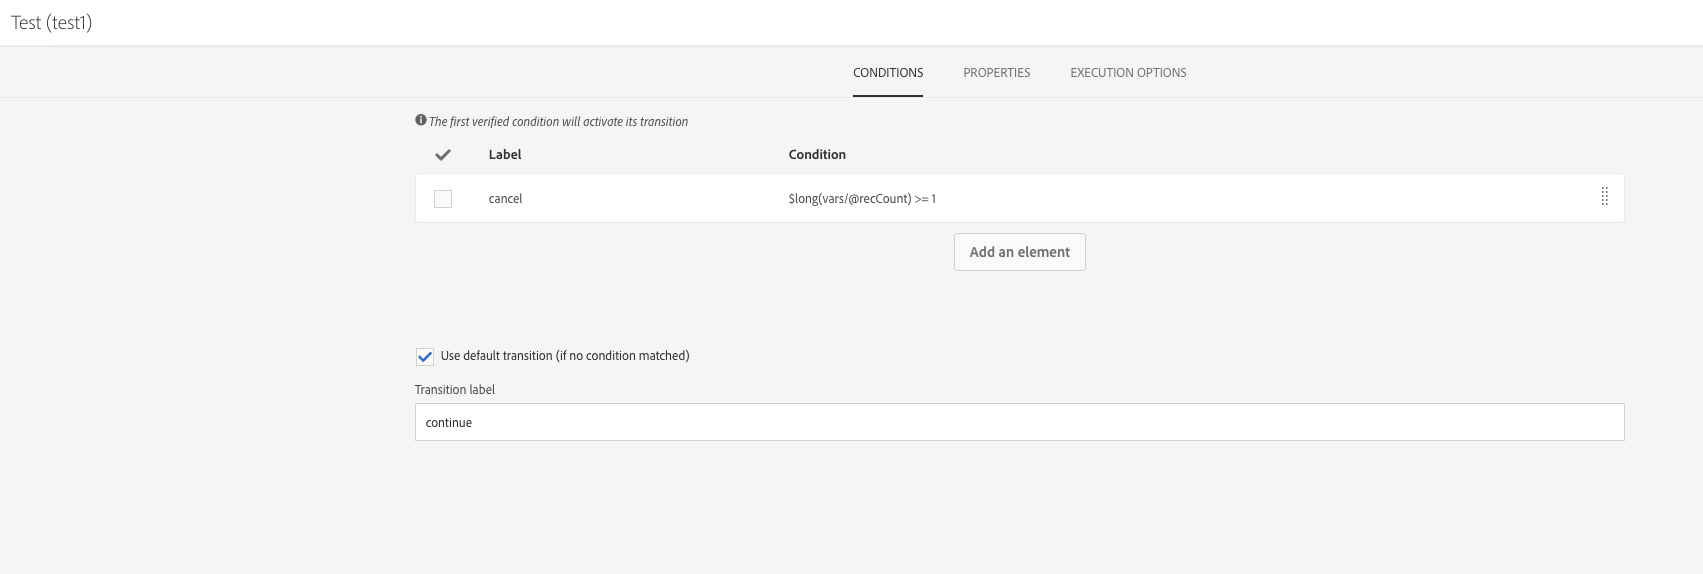 Test (test1)
CONDITIONS PROPERTIES EXECUTION OPTIONS
The first verified condition will activate its transition
Label Condition
cancel $long(vars/@recCount) >= 1
Add an element
Use default transition (if no condition matched)
Transition label
continue